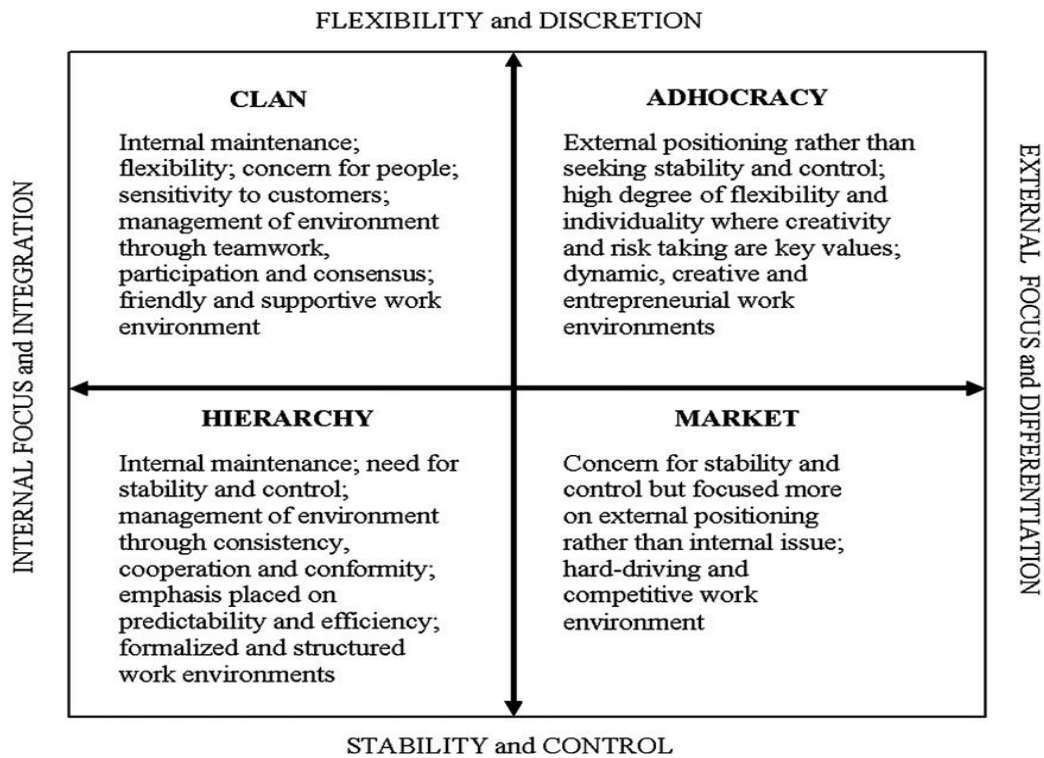 FLEXIBILITY and DISCRETION
INTERNAL FOCUS and INTEGRATION
CLAN
Internal maintenance;
flexibility; concern for people;
sensitivity to customers;
management of environment
through teamwork,
participation and consensus;
friendly and supportive work
environment
ADHOCRACY
External positioning rather than
seeking stability and control;
high degree of flexibility and
individuality where creativity
and risk taking are key values;
dynamic, creative and
entrepreneurial work
environments
EXTERNAL FOCUS and DIFFERENTIATION
HIERARCHY
Internal maintenance; need for
stability and control;
management of environment
through consistency,
cooperation and conformity;
emphasis placed on
predictability and efficiency;
formalized and structured
work environments
MARKET
Concern for stability and
control but focused more
on external positioning
rather than internal issue;
hard-driving and
competitive work
environment
STABILITY and CONTROL